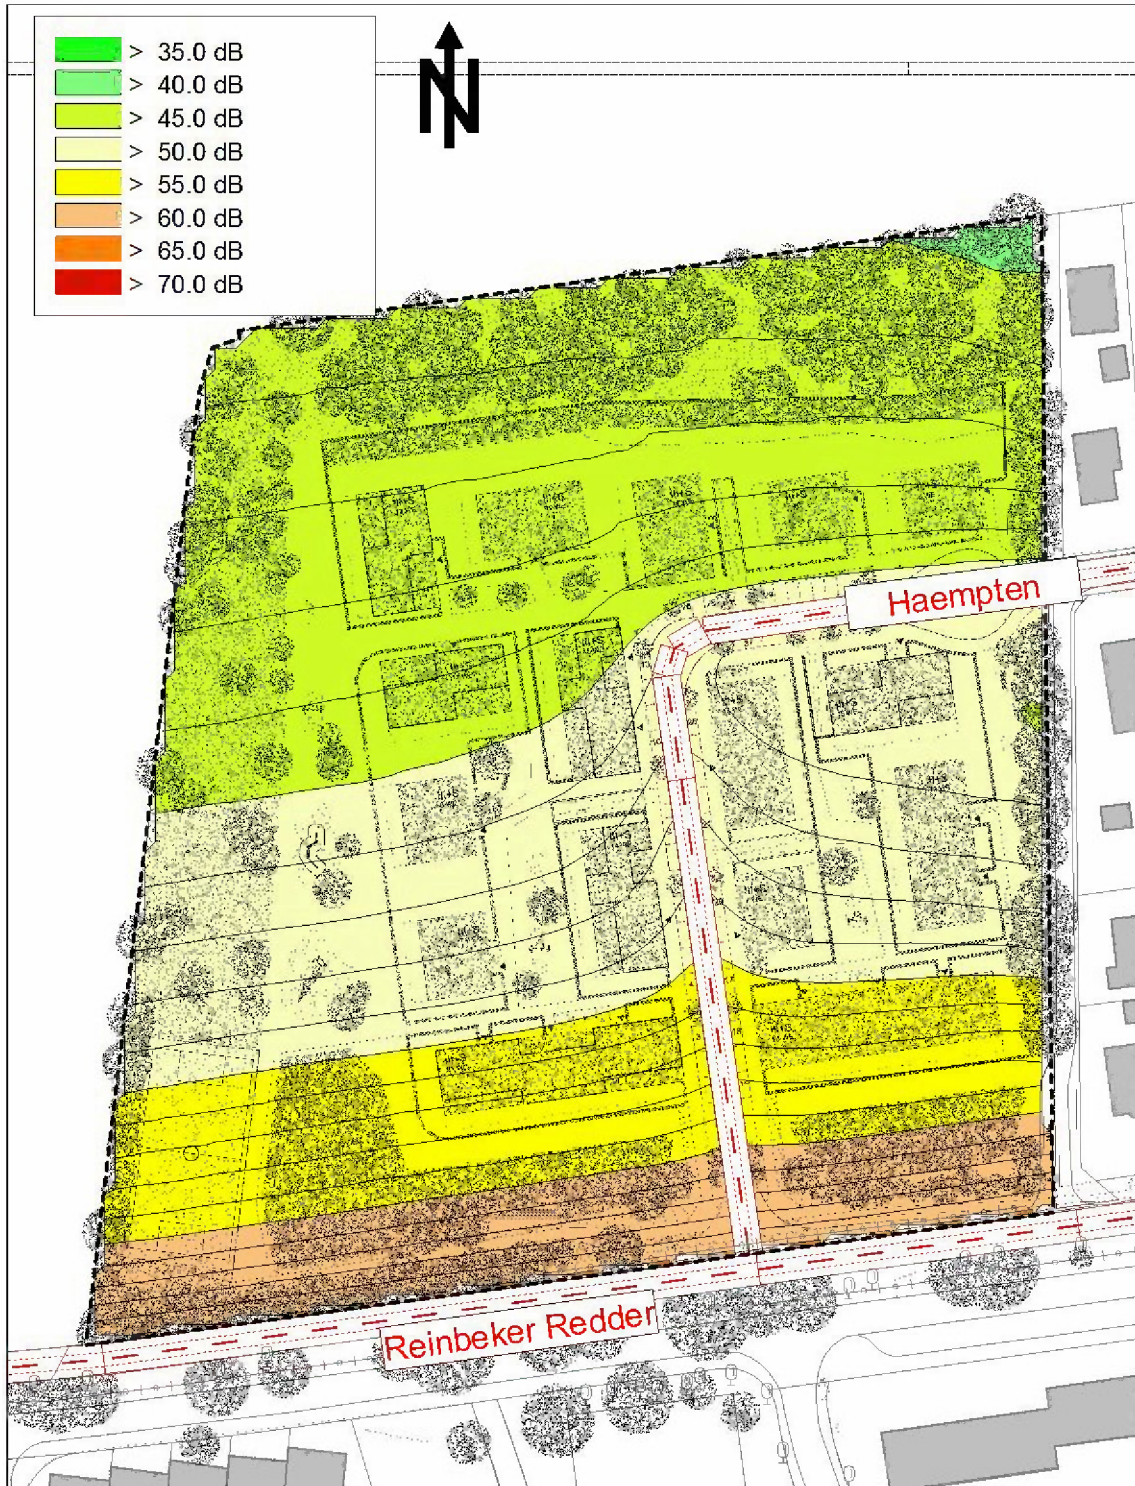 > 35.0 dB
> 40.0 dB
> 45.0 dB
> 50.0 dB
> 55.0 dB
> 60.0 dB
> 65.0 dB
> 70.0 dB
N
Haempten
Reinbeker Redder